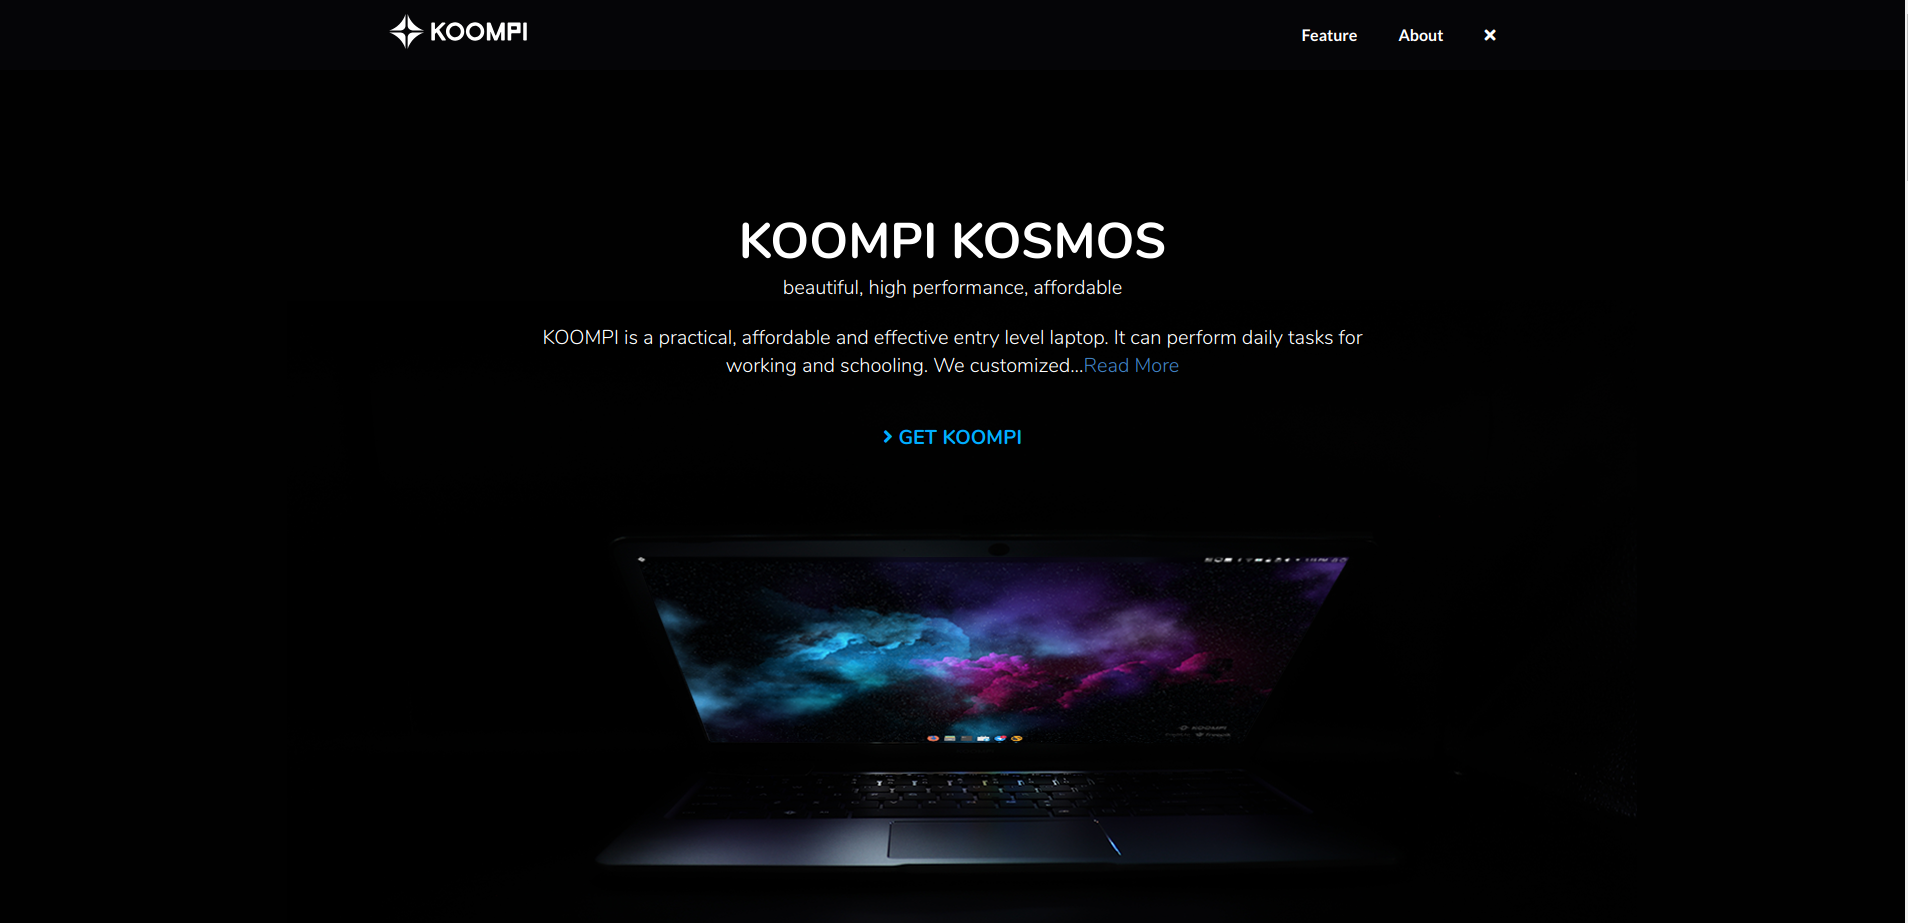 KOOMPI
Feature
About
KOOMPI KOSMOS
beautiful, high performance, affordable
KOOMPI is a practical, affordable and effective entry level laptop. It can perform daily tasks for
working and schooling. We customized...Read More
GET KOOMPI
KOOMPI